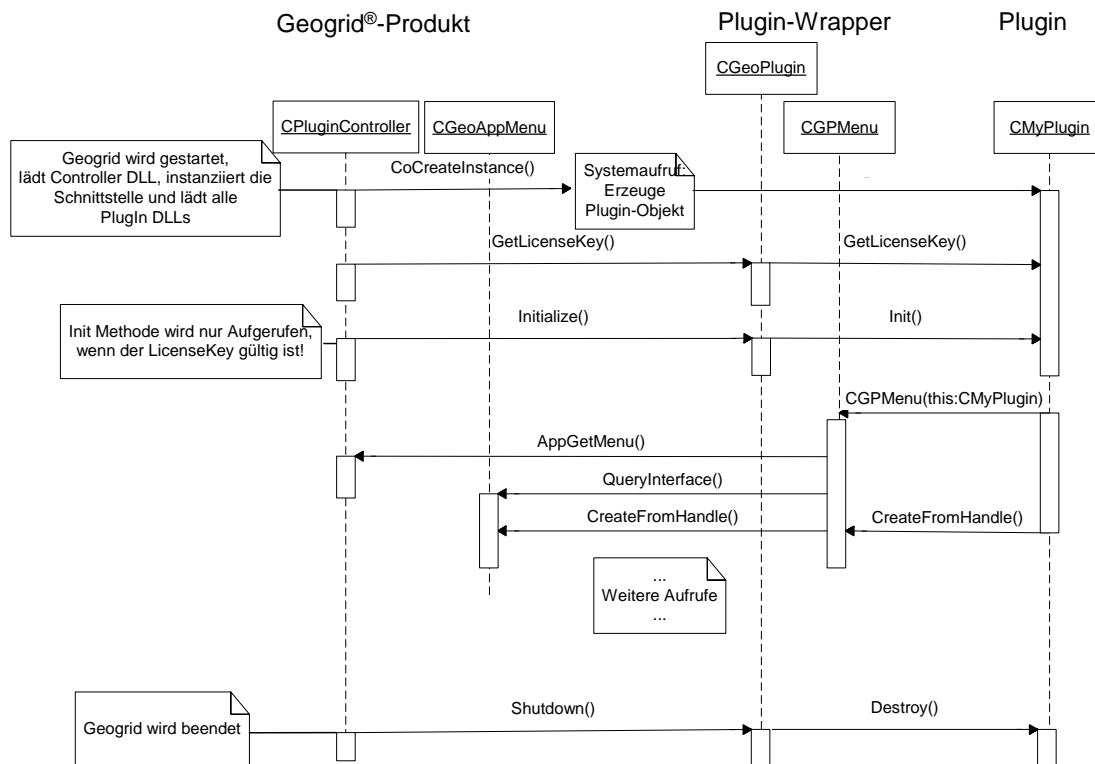 Geogrid®-Produkt
Plugin-Wrapper
Plugin
CGeoPlugin
CPluginController
CGeoAppMenu
CGPMenu
CMyPlugin
Geogrid wird gestartet,
lädt Controller DLL, instanziiert die
Schnittstelle und lädt alle
PlugIn DLLs
CoCreateInstance()
Systemaufruf:
Erzeuge
Plugin-Objekt
GetLicenseKey()
GetLicenseKey()
Init Methode wird nur Aufgerufen,
wenn der LicenseKey gültig ist!
Initialize()
Init()
CGPMenu(this:CMyPlugin)
AppGetMenu()
QueryInterface()
CreateFromHandle()
CreateFromHandle()
...
Weitere Aufrufe
...
Geogrid wird beendet
Shutdown()
Destroy()